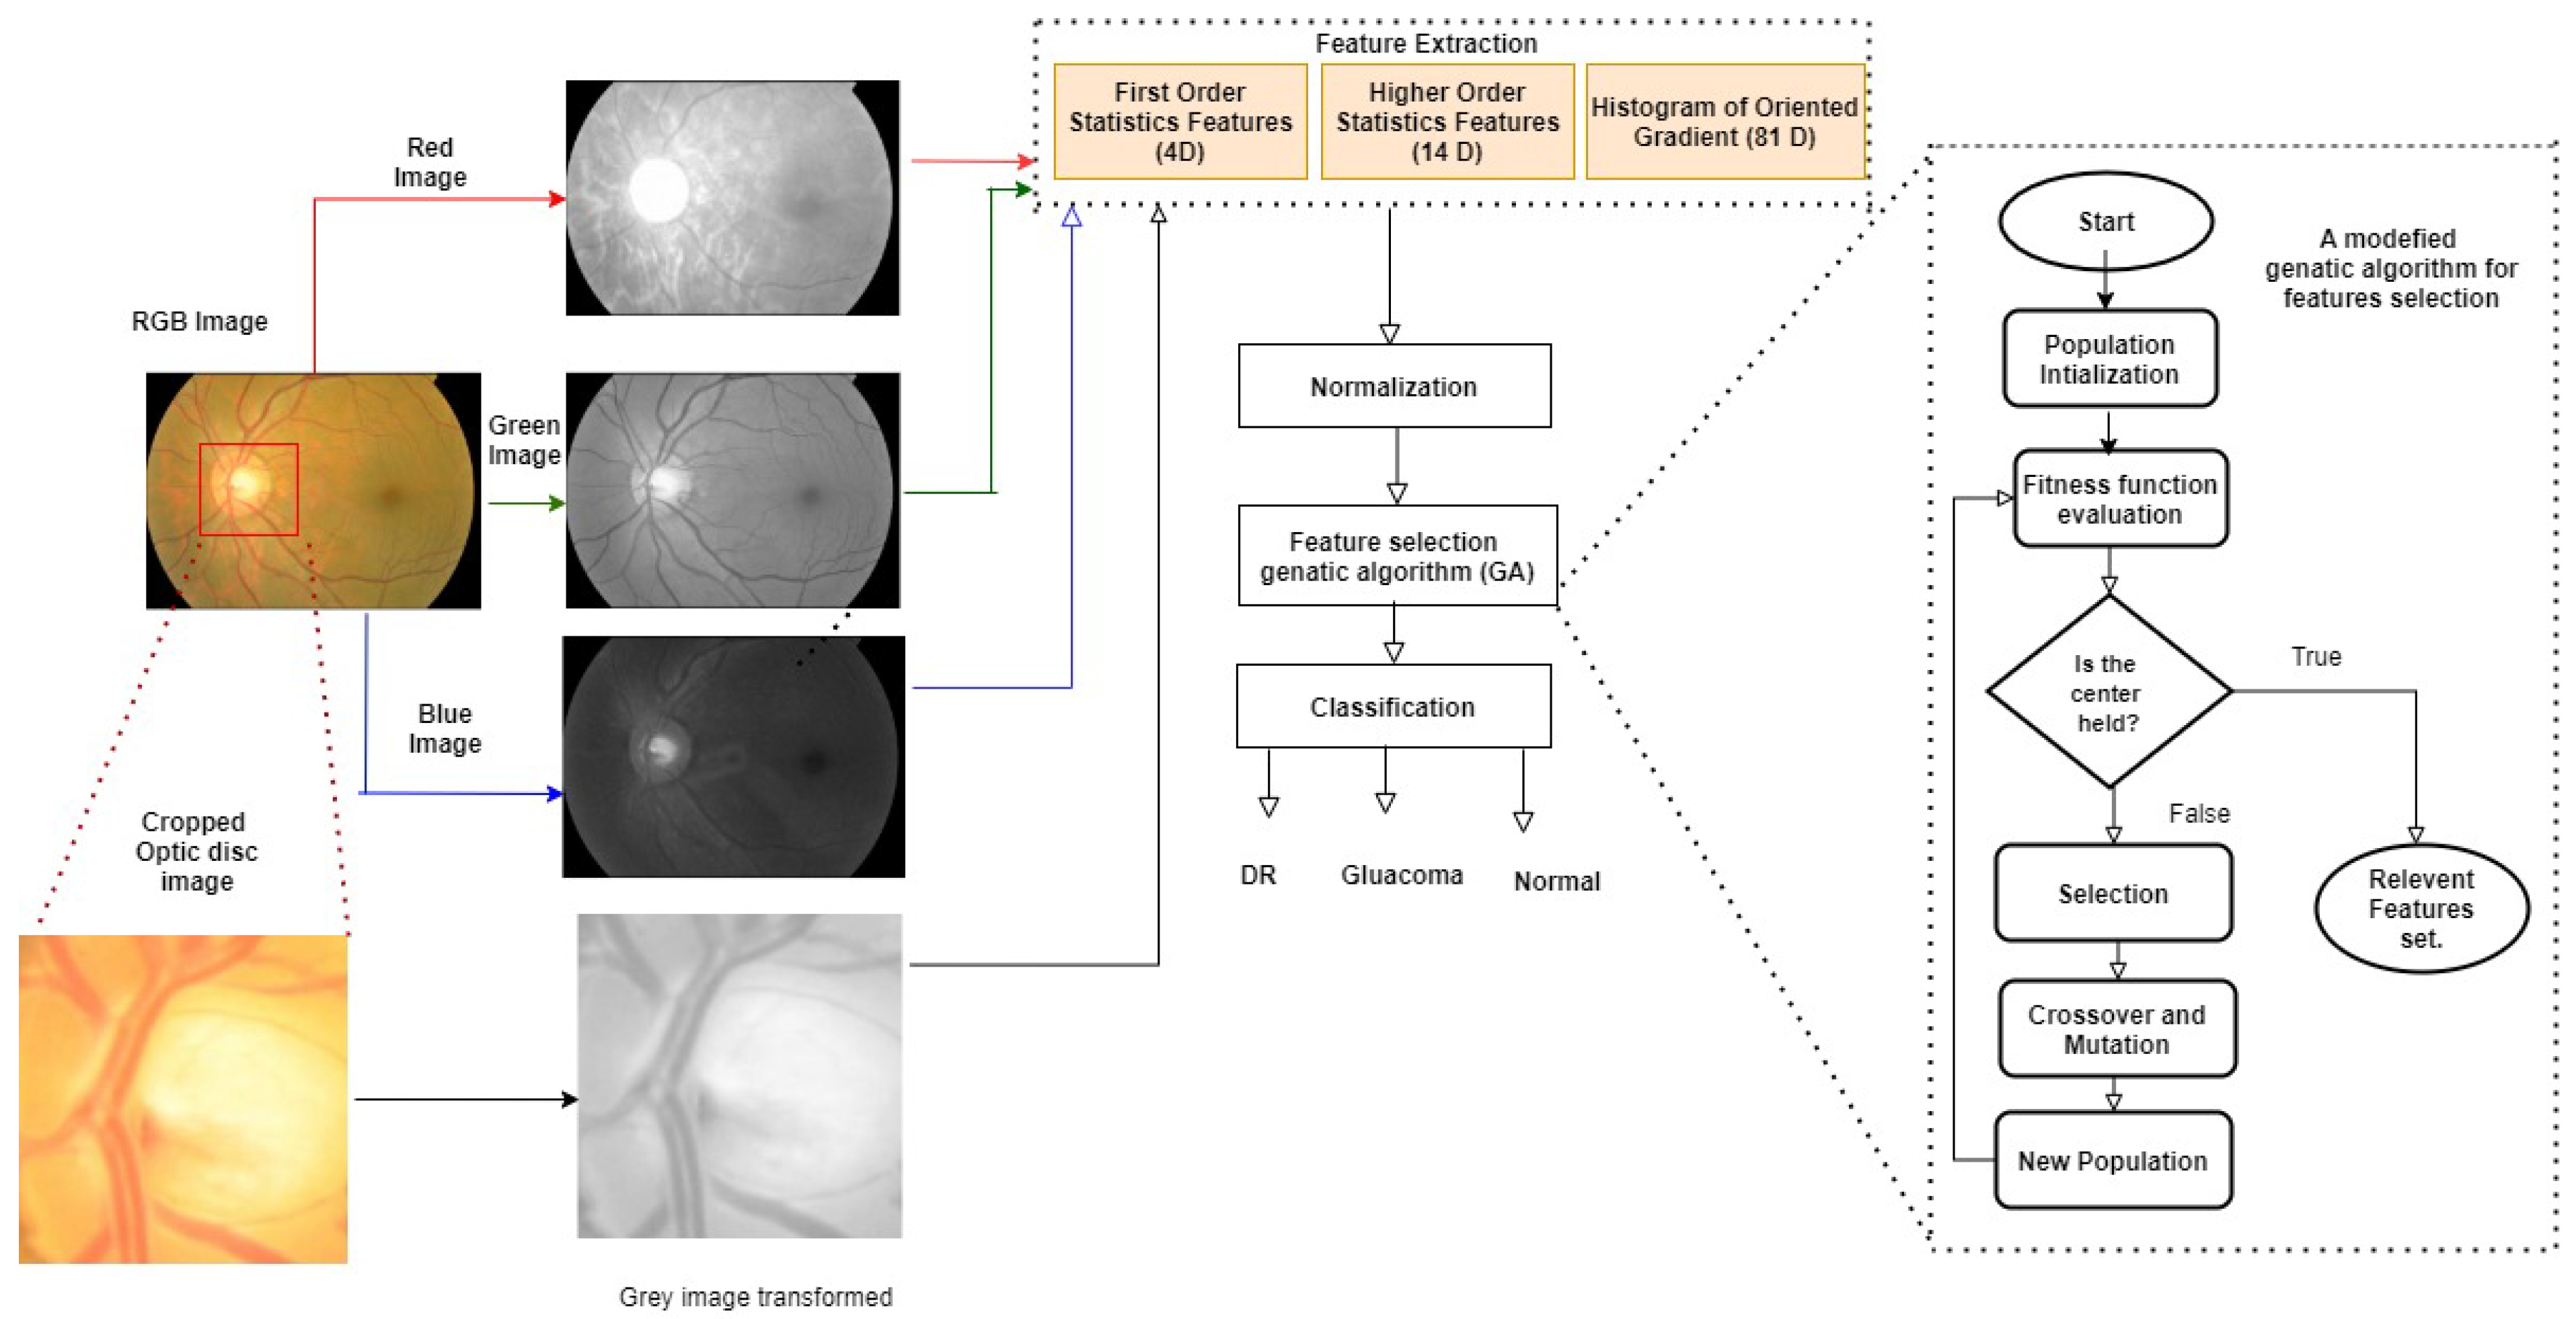 Feature Extraction
First Order
Statistics Features
(4D)
Higher Order
Statistics Features
(14 D)
Histogram of Oriented
Gradient (81 D)
Red
Image
RGB Image
Green
Image
Blue
Image
Cropped
Optic disc
image
Grey image transformed
Normalization
Feature selection
genatic algorithm (GA)
Classification
DR
Gluacoma
Normal
A modefied
genatic algorithm for
features selection
Start
Population
Intialization
Fitness function
evaluation
Is the
center
held?
True
False
Selection
Relevent
Features
set.
Crossover and
Mutation
New Population